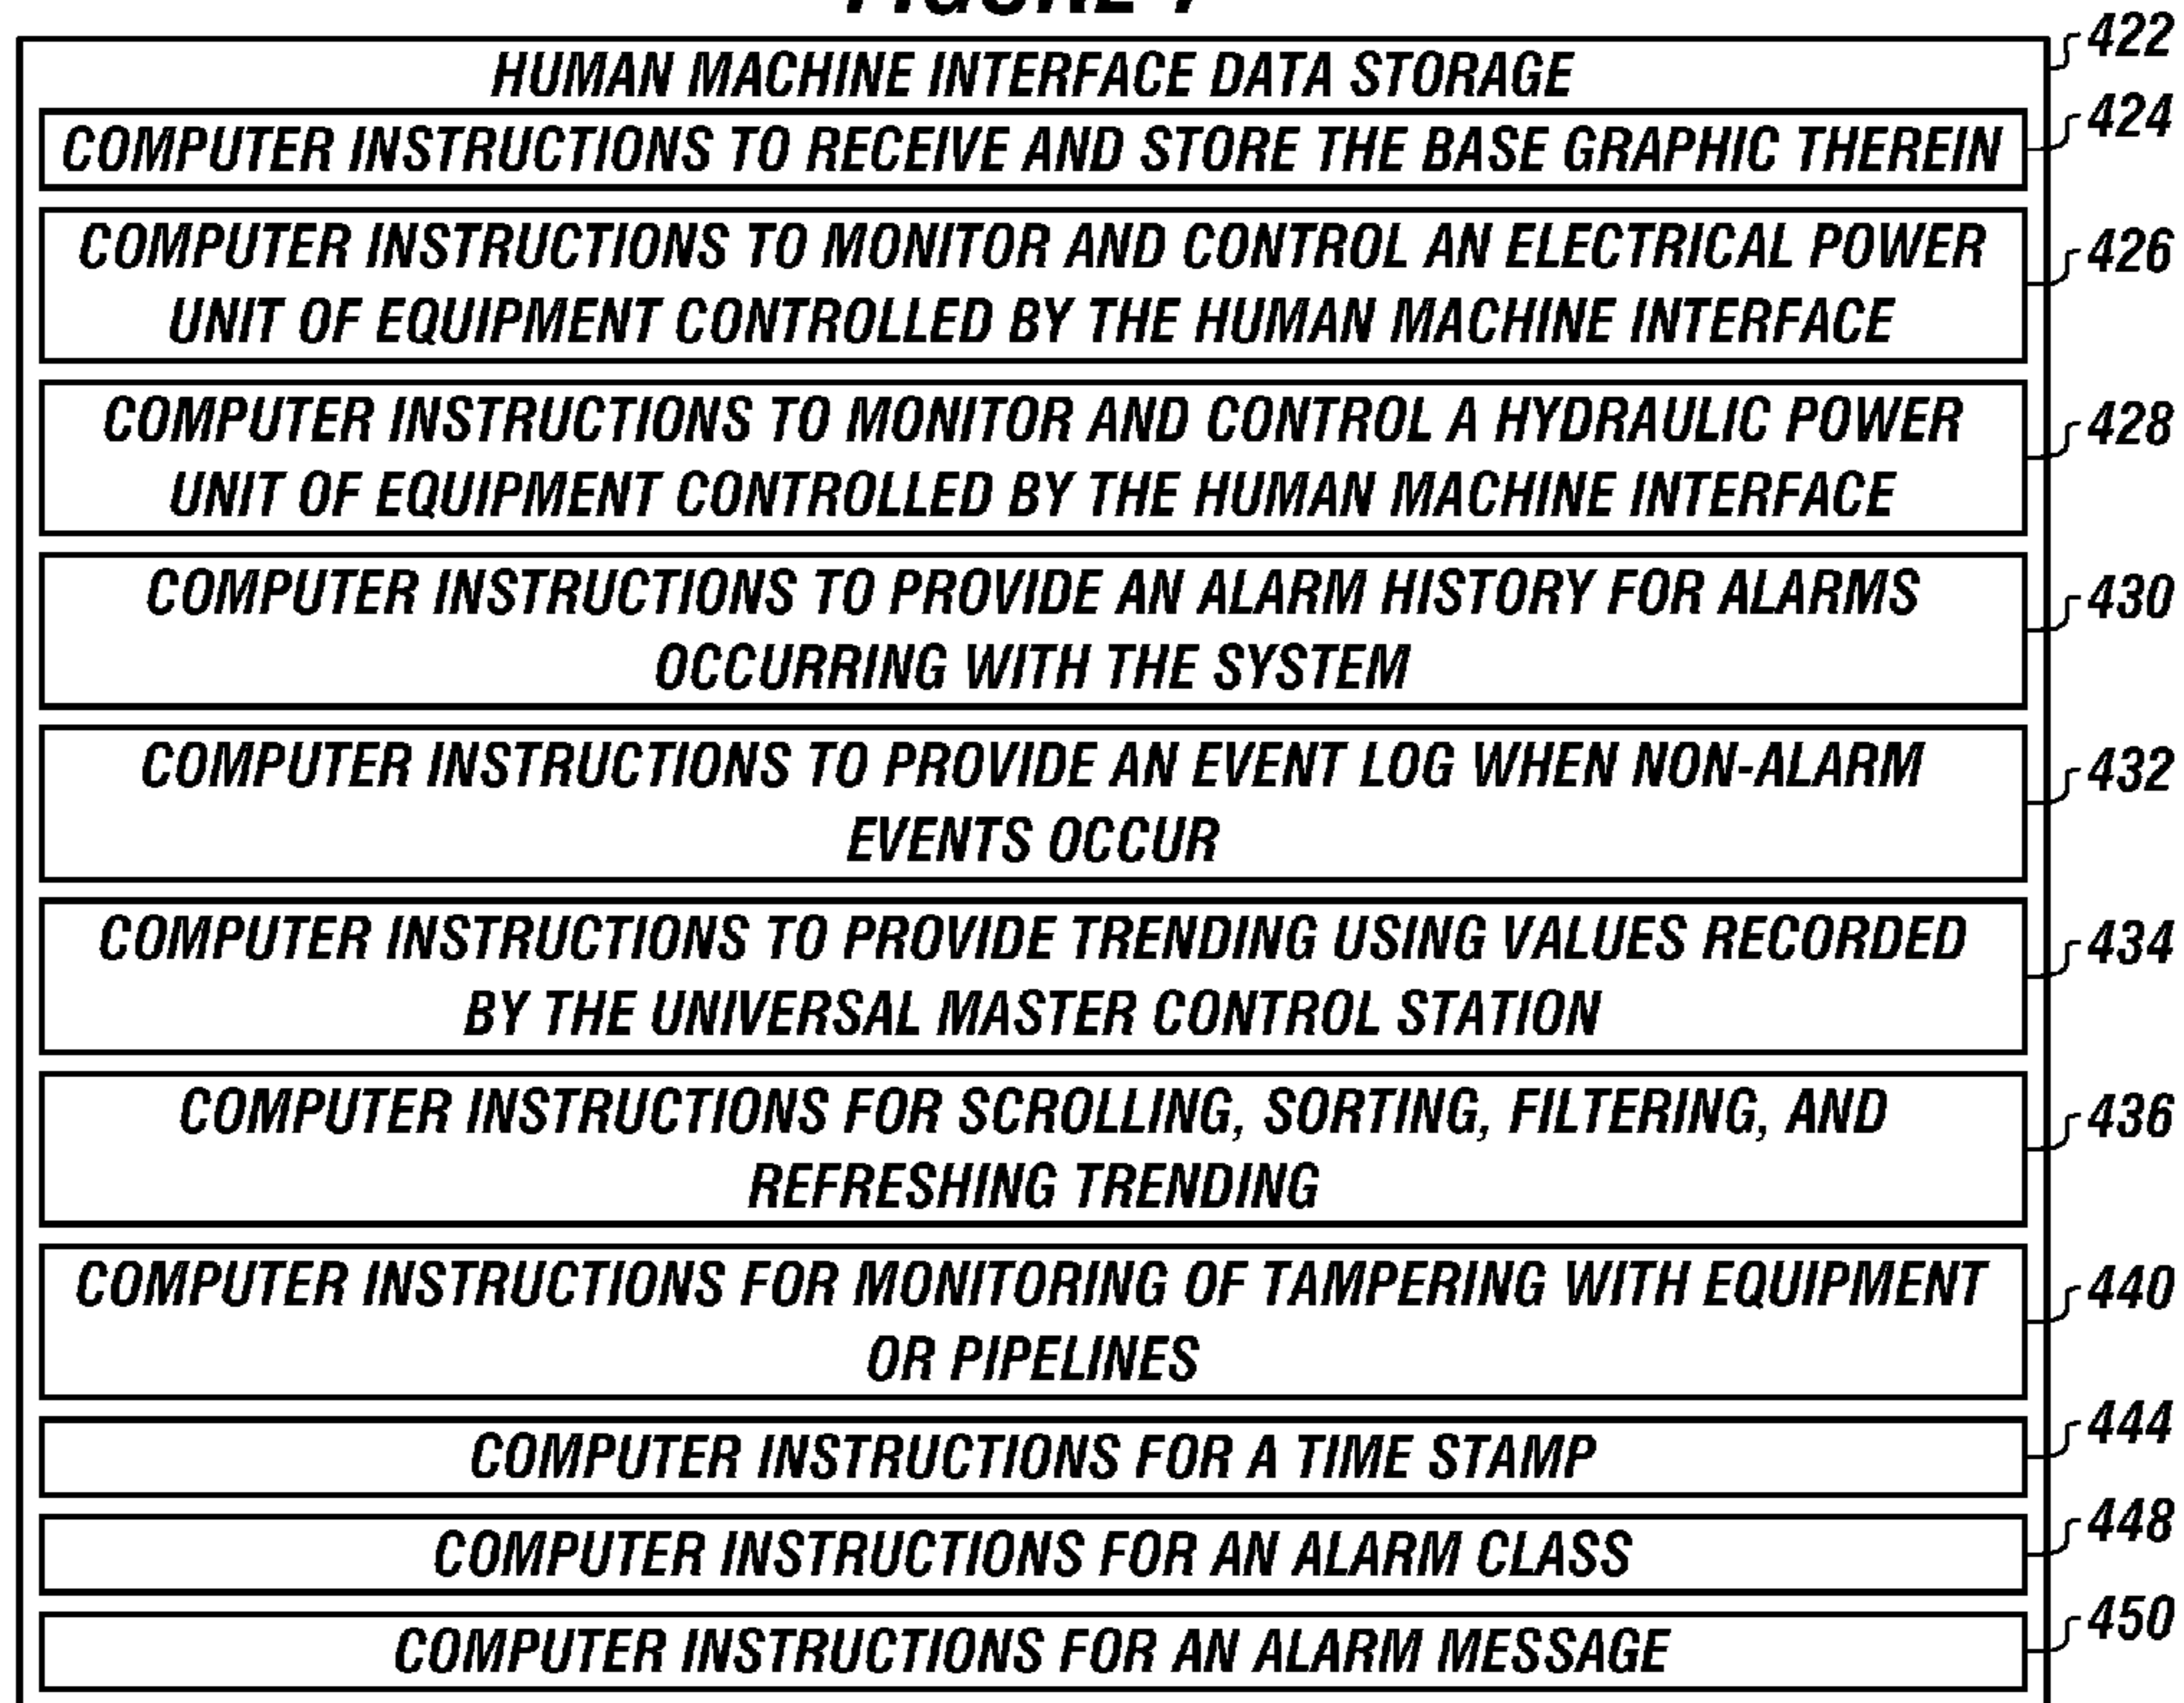 FIGURE
HUMAN MACHINE INTERFACE DATA STORAGE
422
COMPUTER INSTRUCTIONS TO RECEIVE AND STORE THE BASE GRAPHIC THEREIN
424
COMPUTER INSTRUCTIONS TO MONITOR AND CONTROL AN ELECTRICAL POWER
UNIT OF EQUIPMENT CONTROLLED BY THE HUMAN MACHINE INTERFACE
426
COMPUTER INSTRUCTIONS TO MONITOR AND CONTROL A HYDRAULIC POWER
UNIT OF EQUIPMENT CONTROLLED BY THE HUMAN MACHINE INTERFACE
428
COMPUTER INSTRUCTIONS TO PROVIDE AN ALARM HISTORY FOR ALARMS
OCCURRING WITH THE SYSTEM
430
COMPUTER INSTRUCTIONS TO PROVIDE AN EVENT LOG WHEN NON-ALARM
EVENTS OCCUR
432
COMPUTER INSTRUCTIONS TO PROVIDE TRENDING USING VALUES RECORDED
BY THE UNIVERSAL MASTER CONTROL STATION
434
COMPUTER INSTRUCTIONS FOR SCROLLING, SORTING, FILTERING, AND
REFRESHING TRENDING
436
COMPUTER INSTRUCTIONS FOR MONITORING OF TAMPERING WITH EQUIPMENT
OR PIPELINES
440
COMPUTER INSTRUCTIONS FOR A TIME STAMP
444
COMPUTER INSTRUCTIONS FOR AN ALARM CLASS
448
COMPUTER INSTRUCTIONS FOR AN ALARM MESSAGE
450